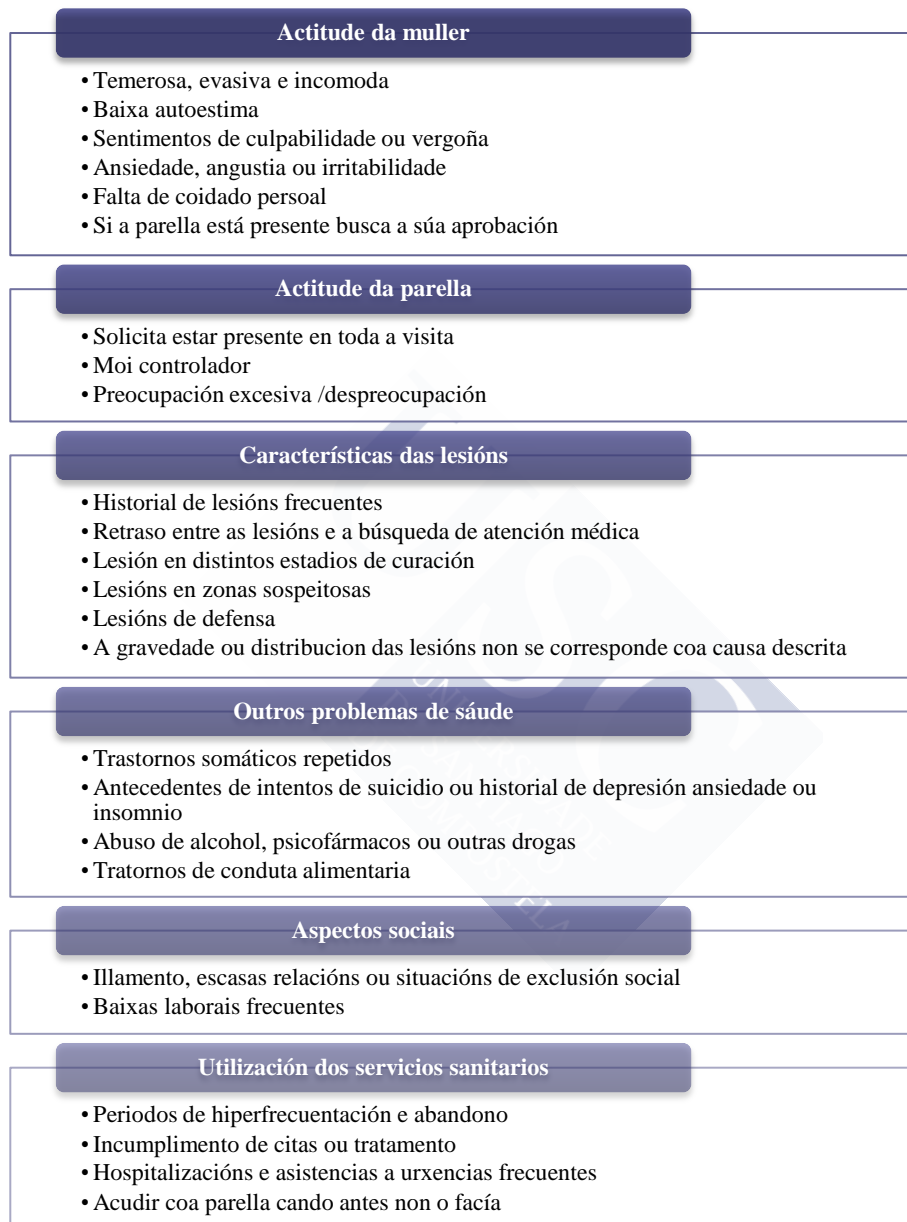 Actitude da muller
• Temerosa, evasiva e incomoda
• Baixa autoestima
• Sentimentos de culpabilidade ou vergoña
• Ansiedade, angustia ou irritabilidade
• Falta de coidado persoal
• Si a parella está presente busca a súa aprobación
Actitude da parella
• Solicita estar presente en toda a visita
• Moi controlador
• Preocupación excesiva /despreocupación
Características das lesións
• Historial de lesións frecuentes
• Retraso entre as lesións e a búsqueda de atención médica
• Lesión en distintos estadios de curación
• Lesións en zonas sospeitosas
• Lesións de defensa
• A gravedade ou distribucion das lesións non se corresponde coa causa descrita
Outros problemas de sáude
• Trastornos somáticos repetidos
• Antecedentes de intentos de suicidio ou historial de depresión ansiedade ou
insomnio
• Abuso de alcohol, psicofármacos ou outras drogas
• Tratornos de conduta alimentaria
Aspectos sociais
• Illamento, escasas relacións ou situacións de exclusión social
• Baixas laborais frecuentes
Utilización dos servicios sanitarios
• Periodos de hiperfrecuentación e abandono
• Incumplimento de citas ou tratamento
• Hospitalizacións e asistencias a urxencias frecuentes
• Acudir coa parella cando antes non o facía